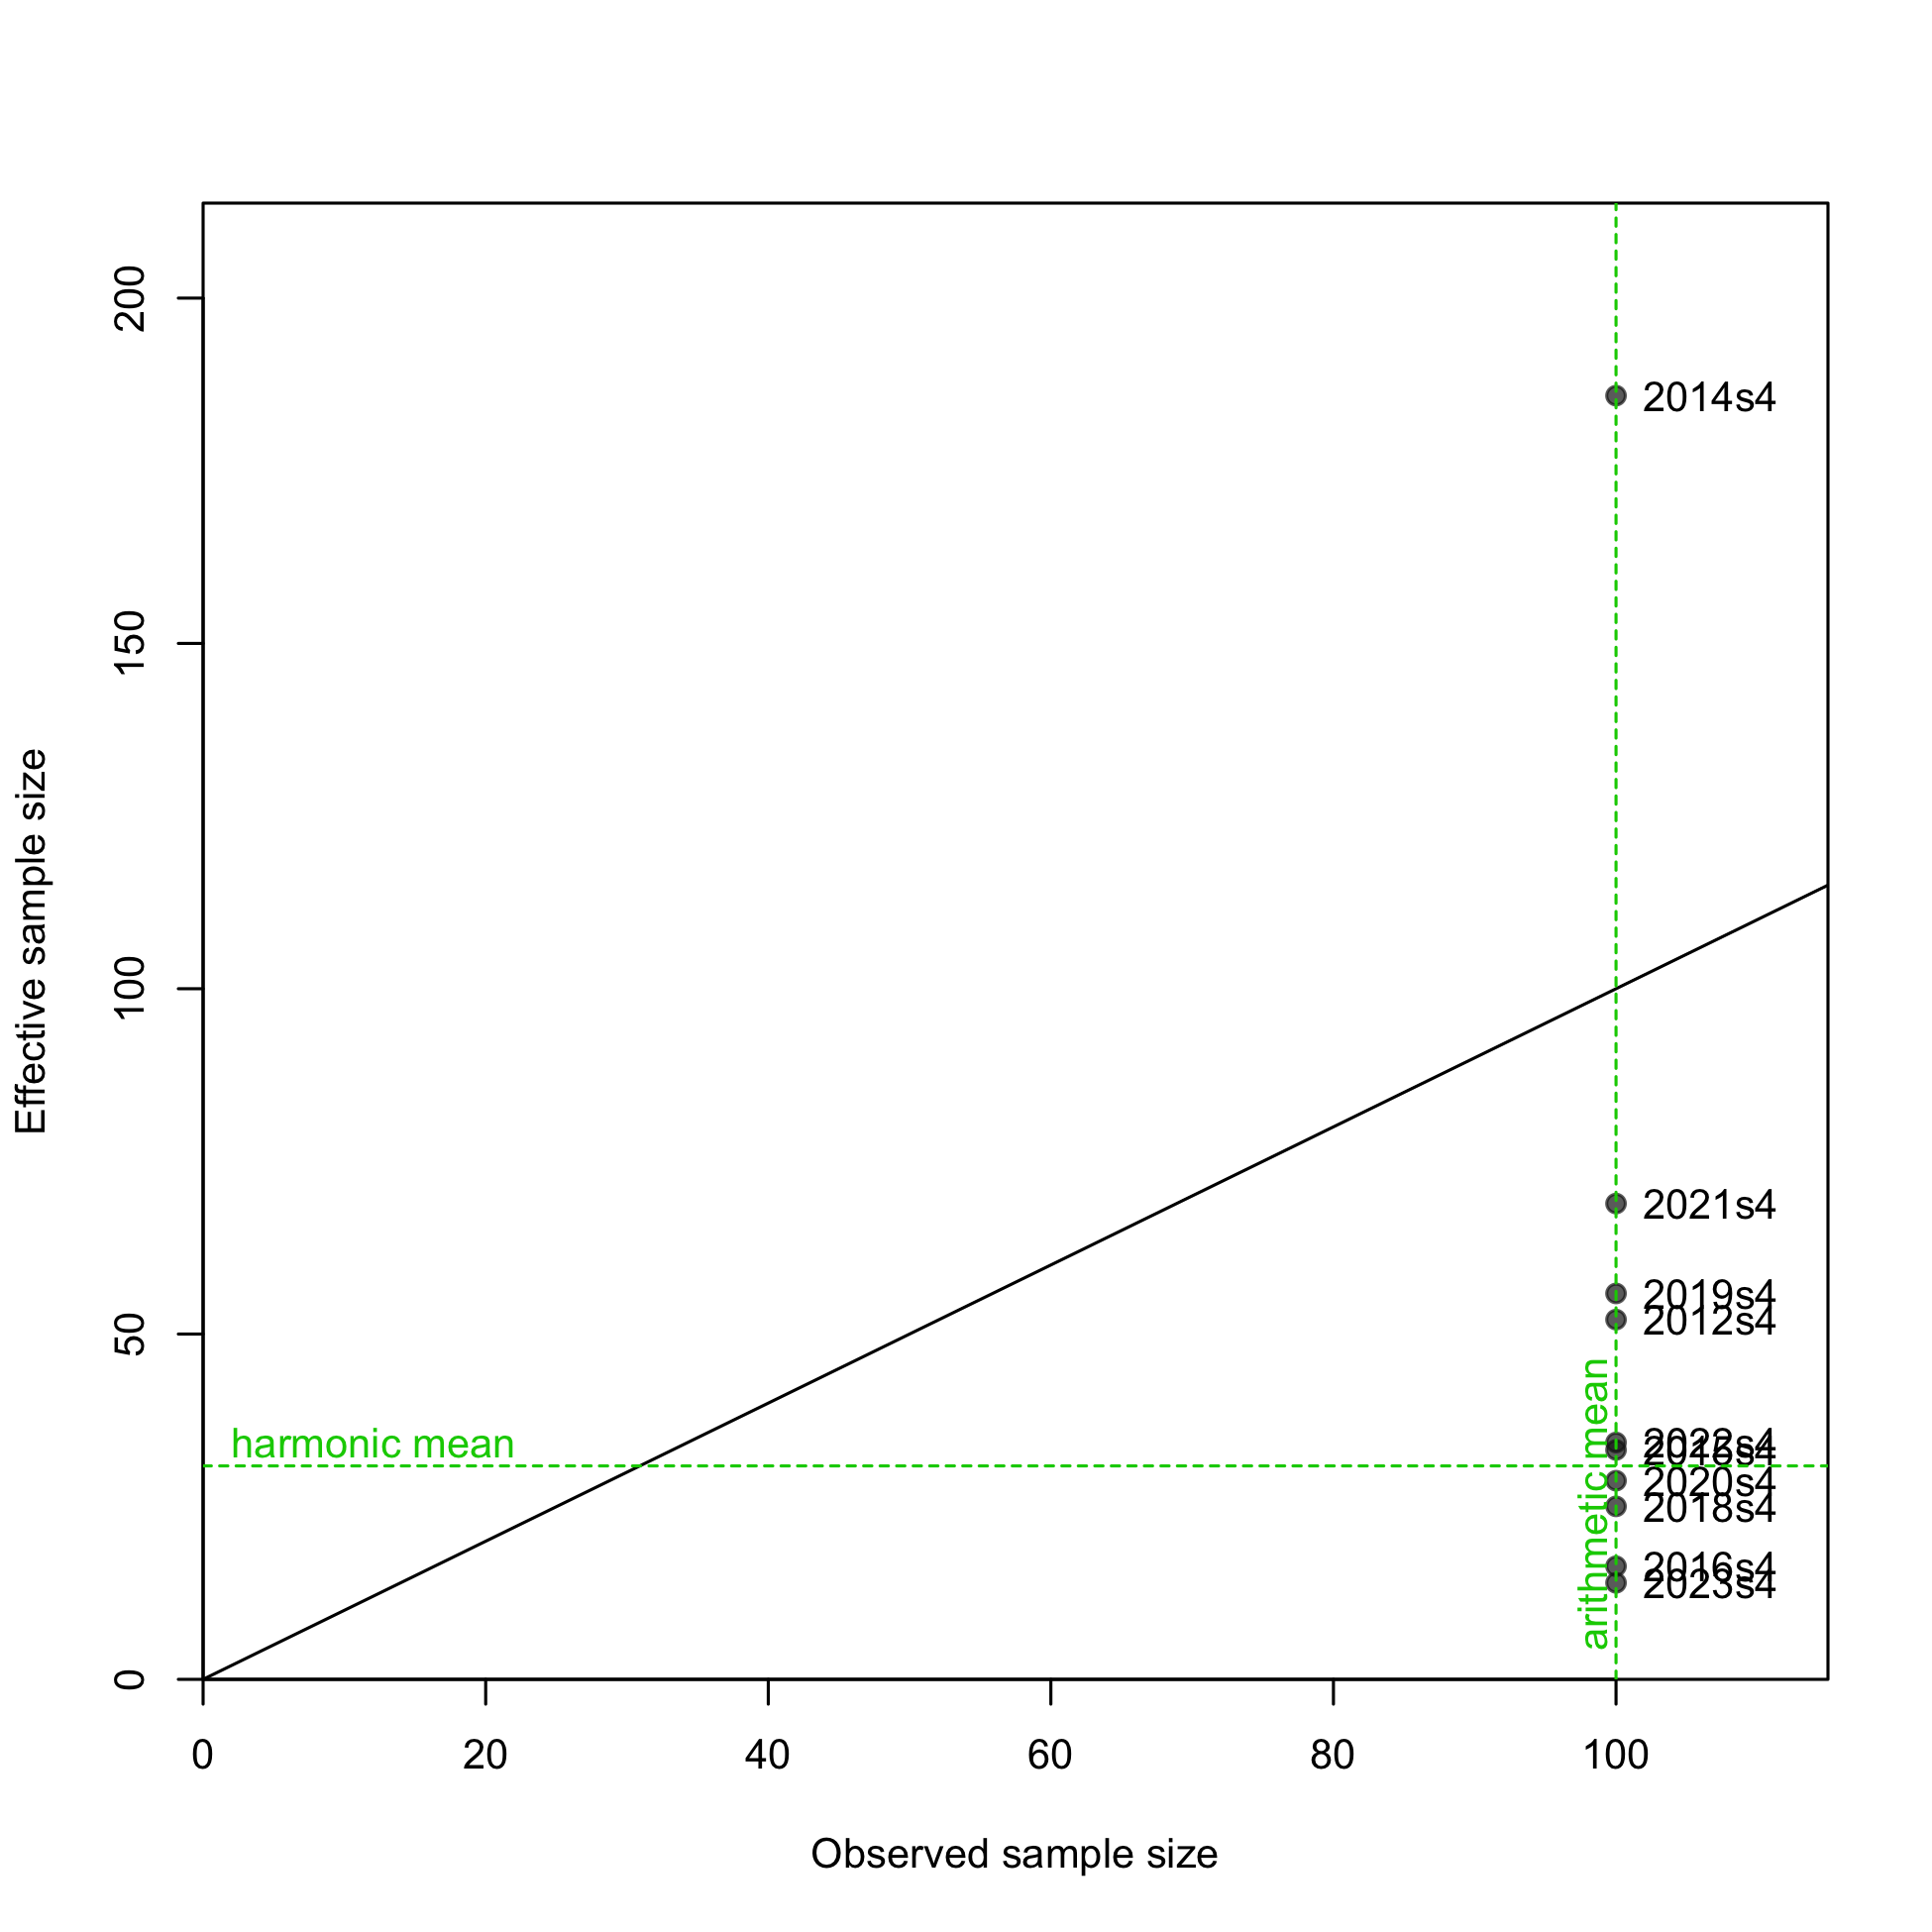 200
150
100
50
0
Effective sample size
2014s4
2021s4
2019s4
2012s4
2022s4
2020s4
2018s4
2016s4
2023s4
harmonic mean
arithmetic mean
0
20
40
60
80
100
Observed sample size